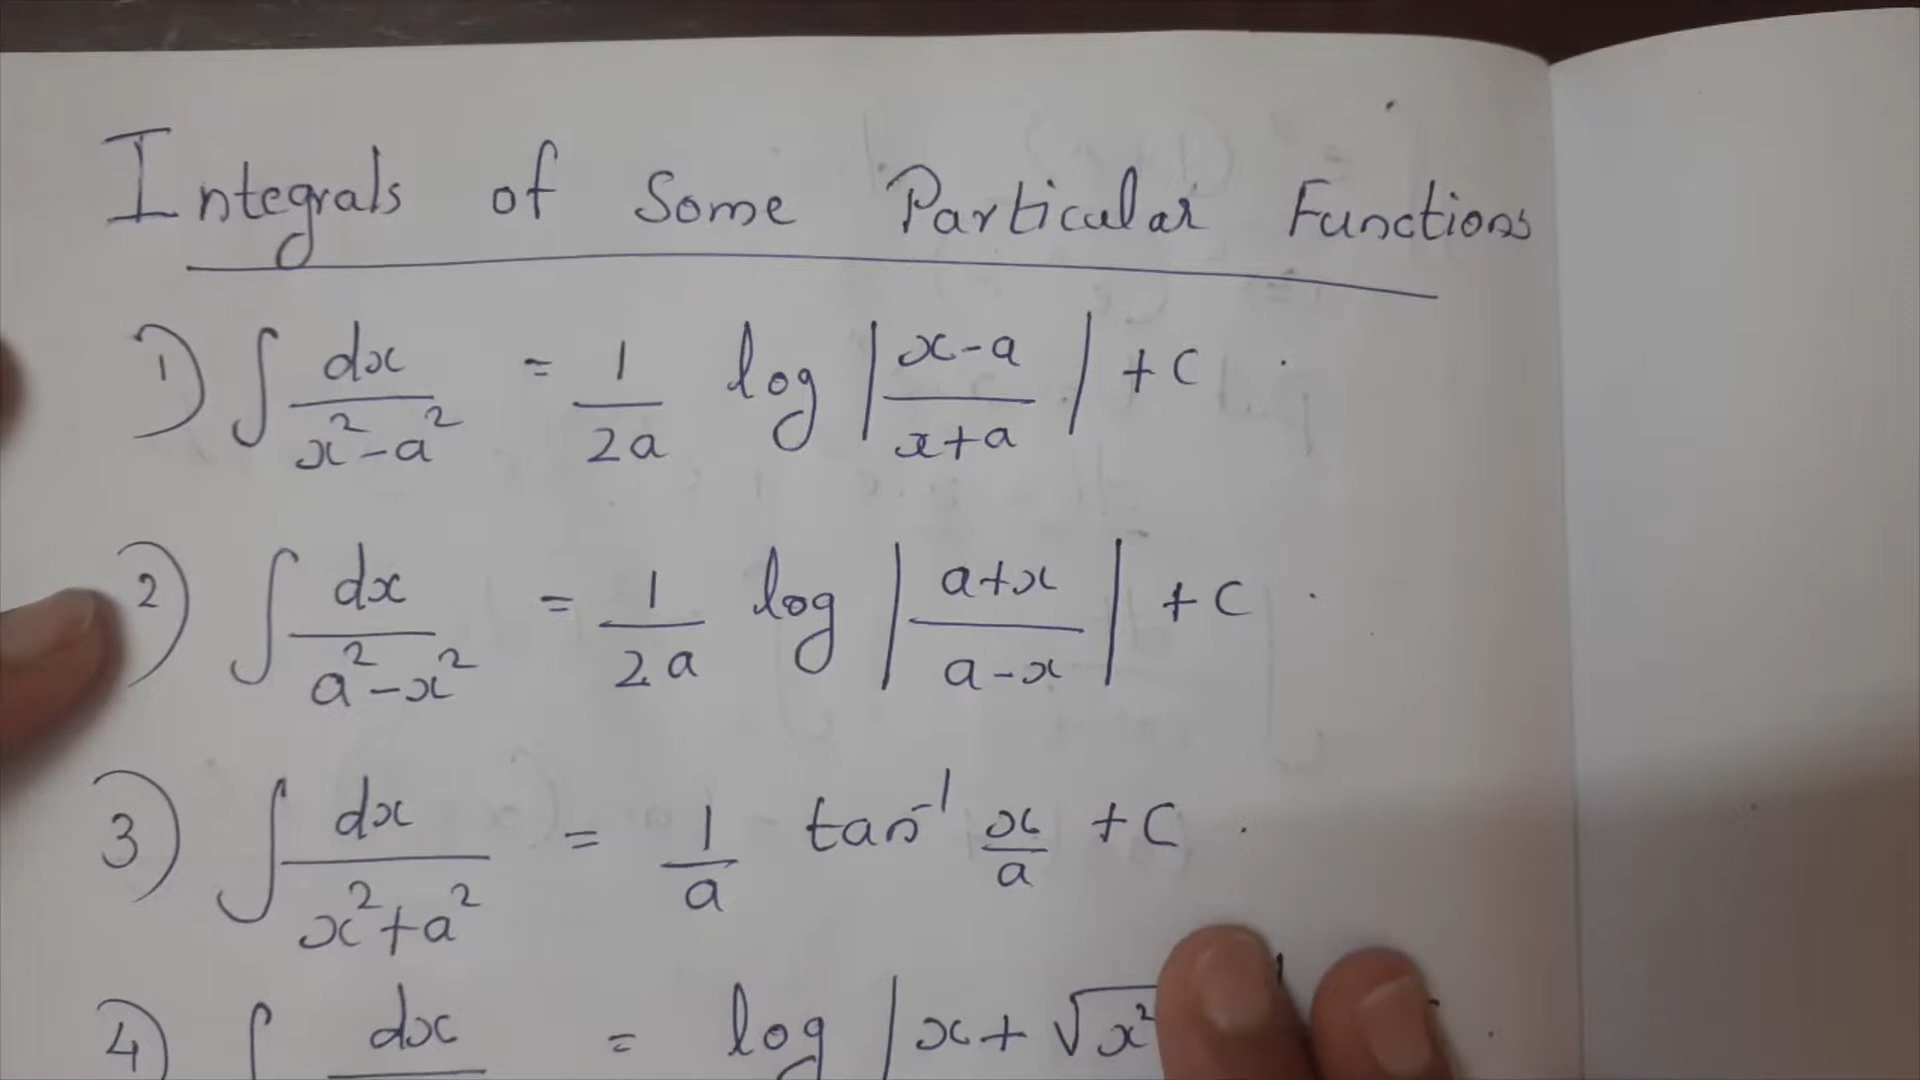 Integrals of Some Particular Functions
1) ∫ dx / x² - a² = 1 / 2a log | x - a / x + a | + C
2) ∫ dx / a² - x² = 1 / 2a log | a + x / a - x | + C
3) ∫ dx / x² + a² = 1 / a tan⁻¹ x / a + C
4) ∫ dx = log | x + √x²